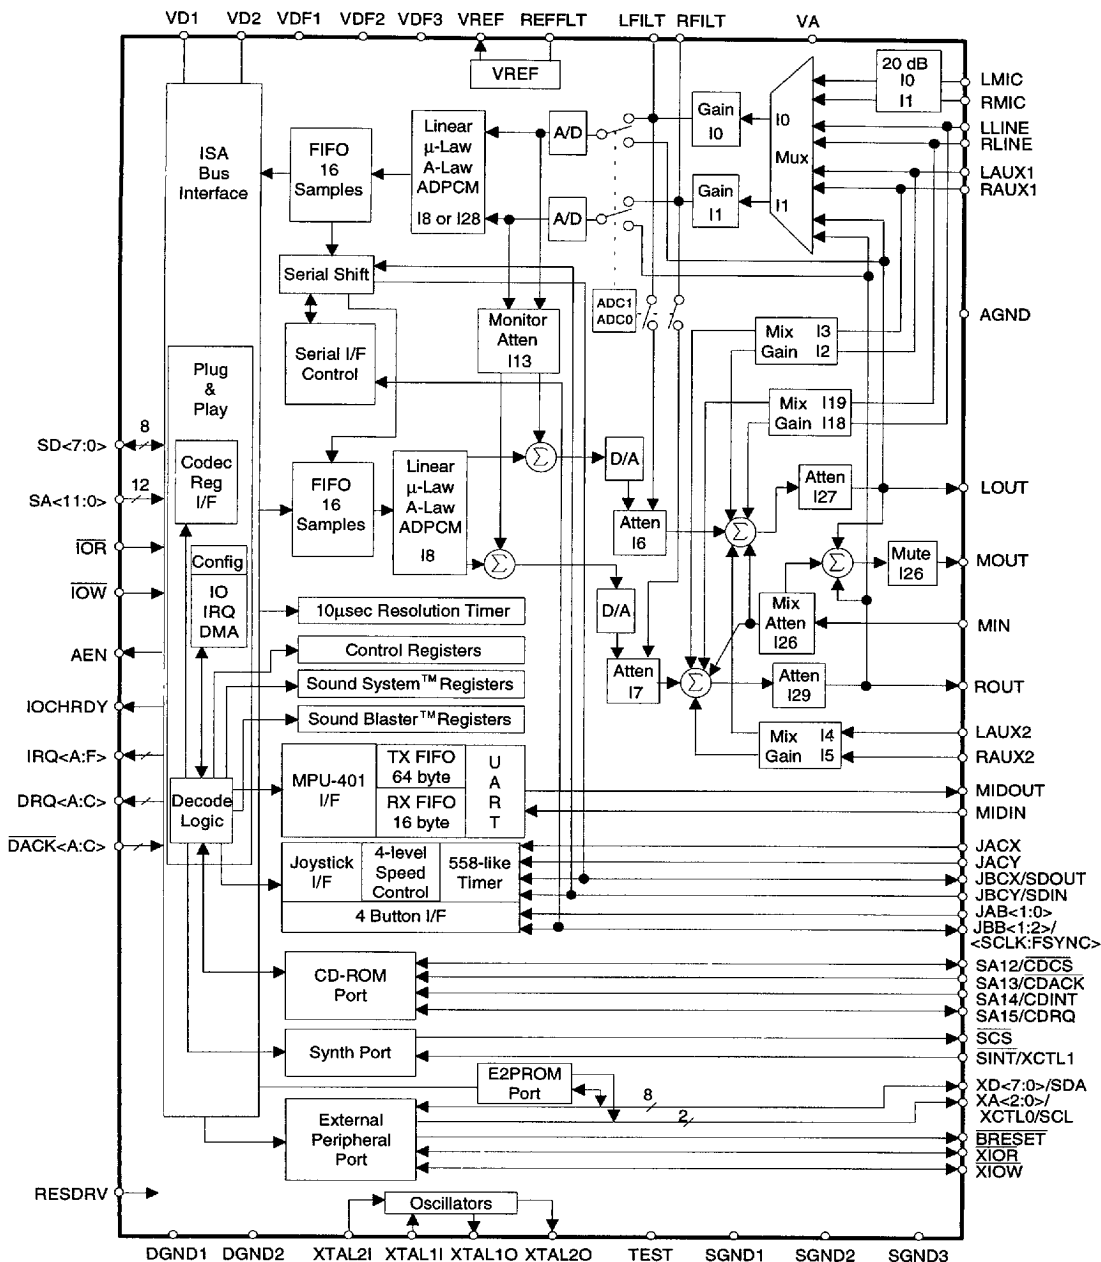 VD1 VD2 VDF1 VDF2 VDF3 VREF REFFLT LFILT RFILT VA
VREF
20 dB
I0
I1
LMIC
RMIC
LLINE
RLINE
LAUX1
RAUX1
AGND
ISA
Bus
Interface
FIFO
16
Samples
Linear
μ-Law
A-Law
ADPCM
I8 or I28
A/D
A/D
Gain
I0
Gain
I1
I0
Mux
I1
Serial Shift
ADC1
ADC0
Monitor
Atten
I13
Serial I/F
Control
Mix I3
Gain I2
Mix I19
Gain I18
Plug
&
Play
SD<7:0>
8
SA<11:0>
12
IOR
IOW
AEN
IOCHRDY
IRQ<A:F>
DRQ<A:C>
DACK<A:C>
RESDRV
Codec
Reg
I/F
Config
IO
IRQ
DMA
FIFO
16
Samples
Linear
μ-Law
A-Law
ADPCM
I8
Σ
Σ
D/A
D/A
Atten
I6
Atten
I7
Σ
Σ
Σ
Atten
I27
Mute
I26
Mix
Atten
I26
Atten
I29
Mix I4
Gain I5
LOUT
MOUT
MIN
ROUT
LAUX2
RAUX2
10μsec Resolution Timer
Control Registers
Sound System™ Registers
Sound Blaster™ Registers
Decode
Logic
MPU-401
I/F
TX FIFO
64 byte
RX FIFO
16 byte
U
A
R
T
MIDOUT
MIDIN
Joystick
I/F
4-level
Speed
Control
558-like
Timer
4 Button I/F
JACX
JACY
JBCX/SDOUT
JBCY/SDIN
JAB<1:0>
JBB<1:2>/
<SCLK:FSYNC>
CD-ROM
Port
SA12/CDCS
SA13/CDACK
SA14/CDINT
SA15/CDRQ
Synth Port
SCS
SINT/XCTL1
E2PROM
Port
External
Peripheral
Port
8
2
XD<7:0>/SDA
XA<2:0>/
XCTL0/SCL
BRESET
XIOR
XIOW
Oscillators
DGND1 DGND2 XTAL2I XTAL1I XTAL1O XTAL2O TEST SGND1 SGND2 SGND3